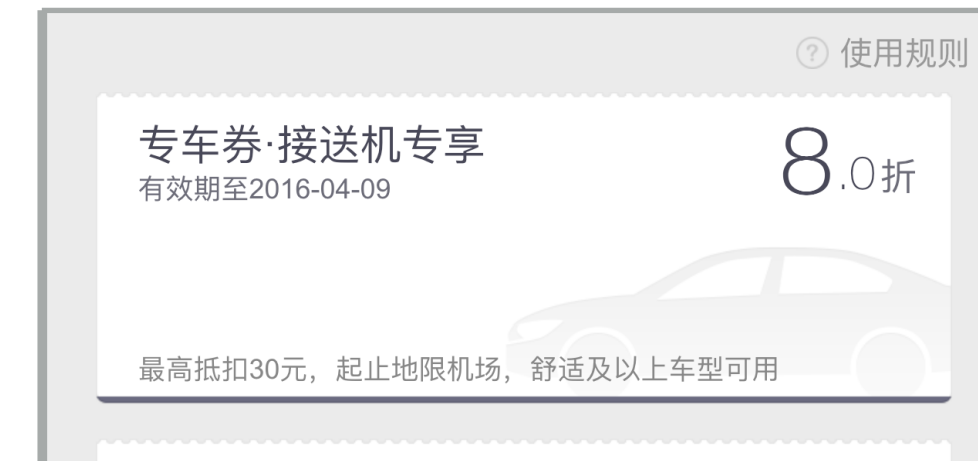 ? 使用规则
专车券·接送机专享
8.0折
有效期至2016-04-09
最高抵扣30元，起止地限机场，舒适及以上车型可用